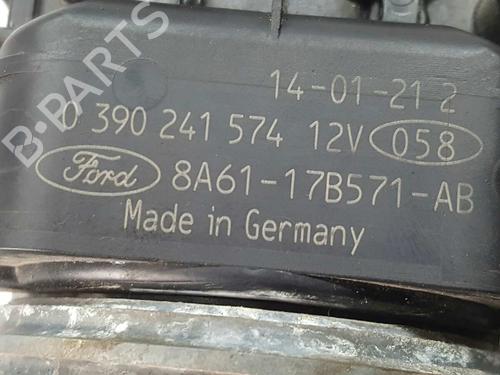 B-PARTS
14-01-21 2
0 390 241 574 12V 058
Ford 8A61-17B571-AB
Made in Germany